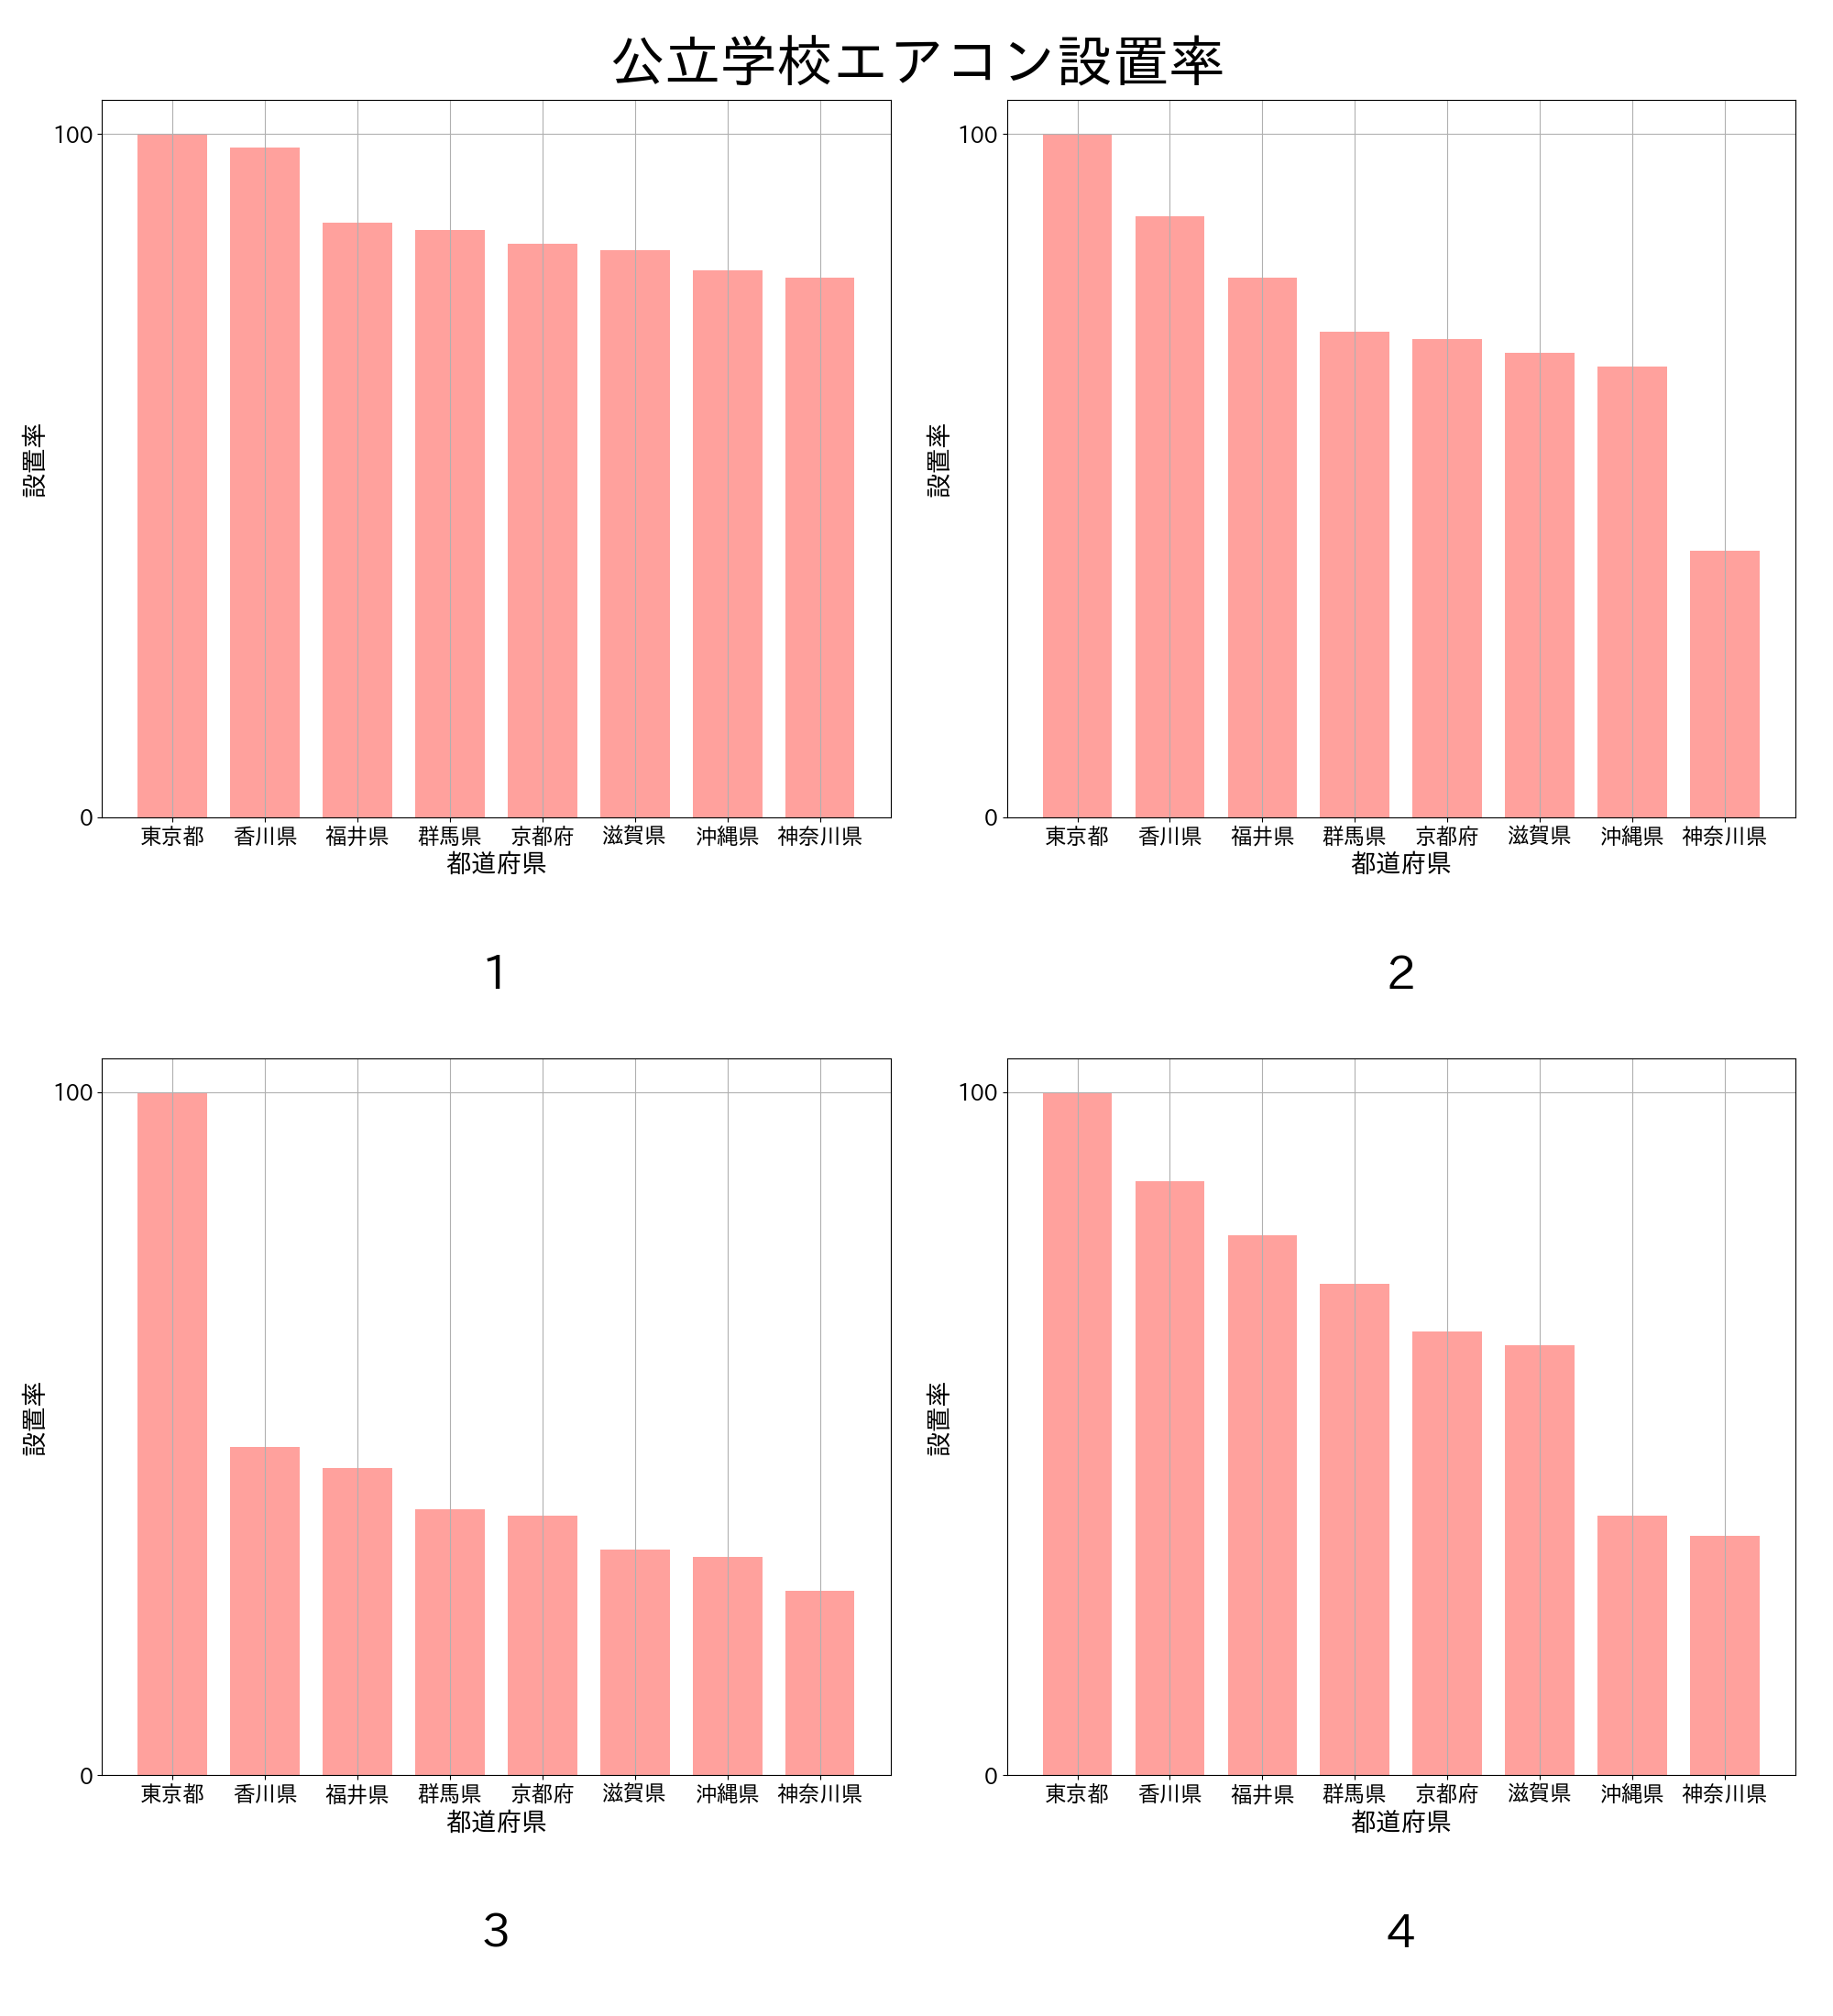 公立学校エアコン設置率
100
設置率
0
東京都 香川県 福井県 群馬県 京都府 滋賀県 沖縄県 神奈川県
都道府県
1
100
設置率
0
東京都 香川県 福井県 群馬県 京都府 滋賀県 沖縄県 神奈川県
都道府県
2
100
設置率
0
東京都 香川県 福井県 群馬県 京都府 滋賀県 沖縄県 神奈川県
都道府県
3
100
設置率
0
東京都 香川県 福井県 群馬県 京都府 滋賀県 沖縄県 神奈川県
都道府県
4